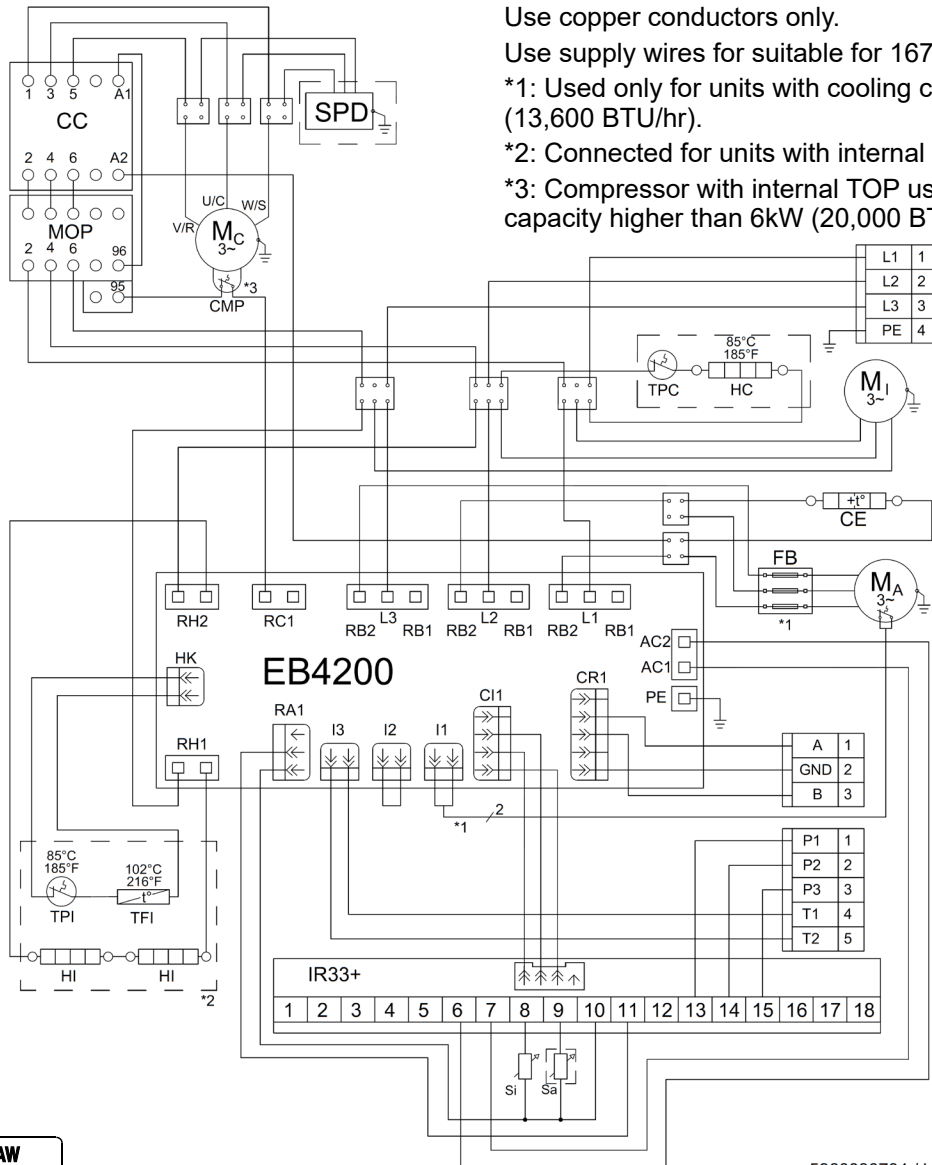 Use copper conductors only.
Use supply wires for suitable for 167
*1: Used only for units with cooling c
(13,600 BTU/hr).
*2: Connected for units with internal
*3: Compressor with internal TOP us
capacity higher than 6kW (20,000 B
1 3 5 A1
CC
2 4 6 A2
MOP
2 4 6 96
95
SPD
U/C
V/R
W/S
MC
3~
*3
CMP
L1 1
L2 2
L3 3
PE 4
85°C
185°F
TPC
HC
MI
3~
+t°
CE
FB
*1
MA
3~
RH2
RC1
L3
RB2 RB1
L2
RB2 RB1
L1
RB2 RB1
AC2
AC1
PE
HK
EB4200
RA1
I3
I2
I1
CI1
CR1
RH1
*1
2
A 1
GND 2
B 3
85°C
185°F
102°C
216°F
t°
TPI
TFI
HI
HI
*2
P1 1
P2 2
P3 3
T1 4
T2 5
IR33+
1 2 3 4 5 6 7 8 9 10 11 12 13 14 15 16 17 18
Si
Sa